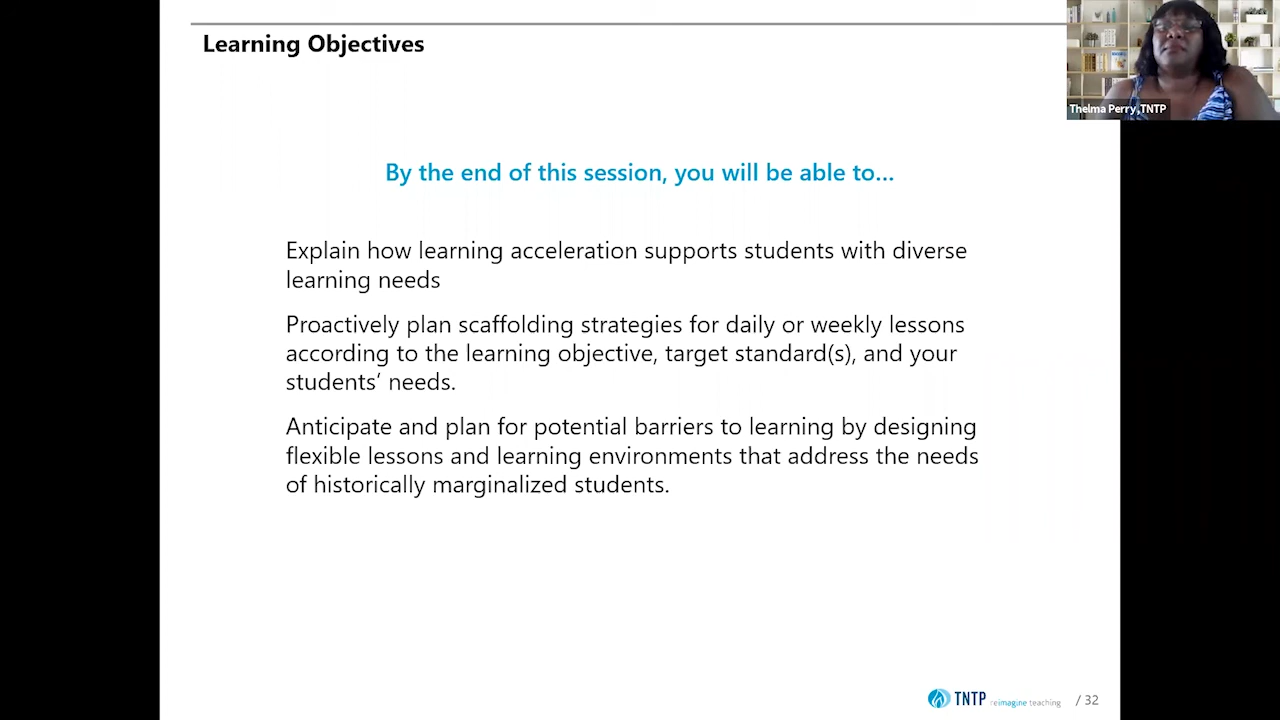 Learning Objectives
Thelma Perry,TNTP
By the end of this session, you will be able to...
Explain how learning acceleration supports students with diverse
learning needs
Proactively plan scaffolding strategies for daily or weekly lessons
according to the learning objective, target standard(s), and your
students’ needs.
Anticipate and plan for potential barriers to learning by designing
flexible lessons and learning environments that address the needs
of historically marginalized students.
TNTP reimagine teaching / 32